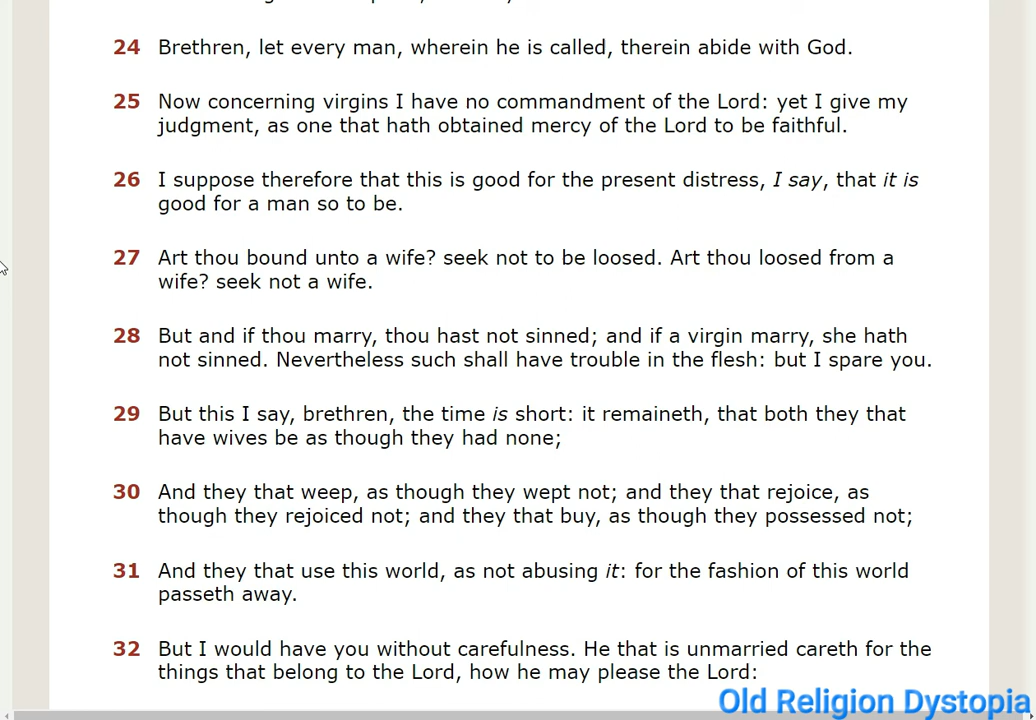 24 Brethren, let every man, wherein he is called, therein abide with God.
25 Now concerning virgins I have no commandment of the Lord: yet I give my
judgment, as one that hath obtained mercy of the Lord to be faithful.
26 I suppose therefore that this is good for the present distress, I say, that it is
good for a man so to be.
27 Art thou bound unto a wife? seek not to be loosed. Art thou loosed from a
wife? seek not a wife.
28 But and if thou marry, thou hast not sinned; and if a virgin marry, she hath
not sinned. Nevertheless such shall have trouble in the flesh: but I spare you.
29 But this I say, brethren, the time is short: it remaineth, that both they that
have wives be as though they had none;
30 And they that weep, as though they wept not; and they that rejoice, as
though they rejoiced not; and they that buy, as though they possessed not;
31 And they that use this world, as not abusing it: for the fashion of this world
passeth away.
32 But I would have you without carefulness. He that is unmarried careth for the
things that belong to the Lord, how he may please the Lord:
Old Religion Dystopia